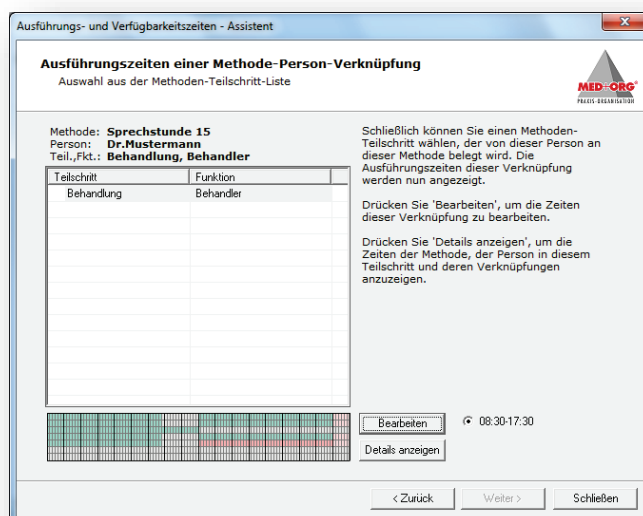 Ausführungs- und Verfügbarkeitszeiten - Assistent
x
Ausführungszeiten einer Methode-Person-Verknüpfung
Auswahl aus der Methoden-Teilschritt-Liste
MED-ORG®
PRAXIS-ORGANISATION
Methode: Sprechstunde 15
Person: Dr.Mustermann
Teil.,Fkt.: Behandlung, Behandler
Teilschritt Funktion
Behandlung Behandler
Schließlich können Sie einen Methoden-
Teilschritt wählen, der von dieser Person an
dieser Methode belegt wird. Die
Ausführungszeiten dieser Verknüpfung
werden nun angezeigt.
Drücken Sie 'Bearbeiten', um die Zeiten
dieser Verknüpfung zu bearbeiten.
Drücken Sie 'Details anzeigen', um die
Zeiten der Methode, der Person in diesem
Teilschritt und deren Verknüpfungen
anzuzeigen.
Bearbeiten
08:30-17:30
Details anzeigen
< Zurück
Weiter >
Schließen